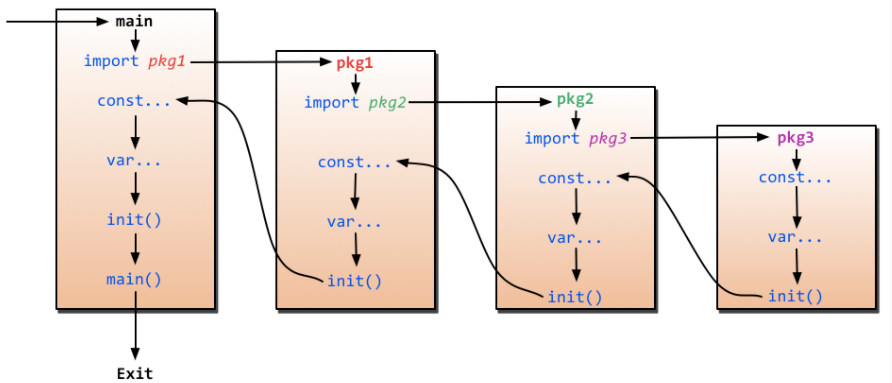 main
import pkg1
const...
var...
init()
main()
Exit
pkg1
import pkg2
const...
var...
init()
pkg2
import pkg3
const...
var...
init()
pkg3
const...
var...
init()